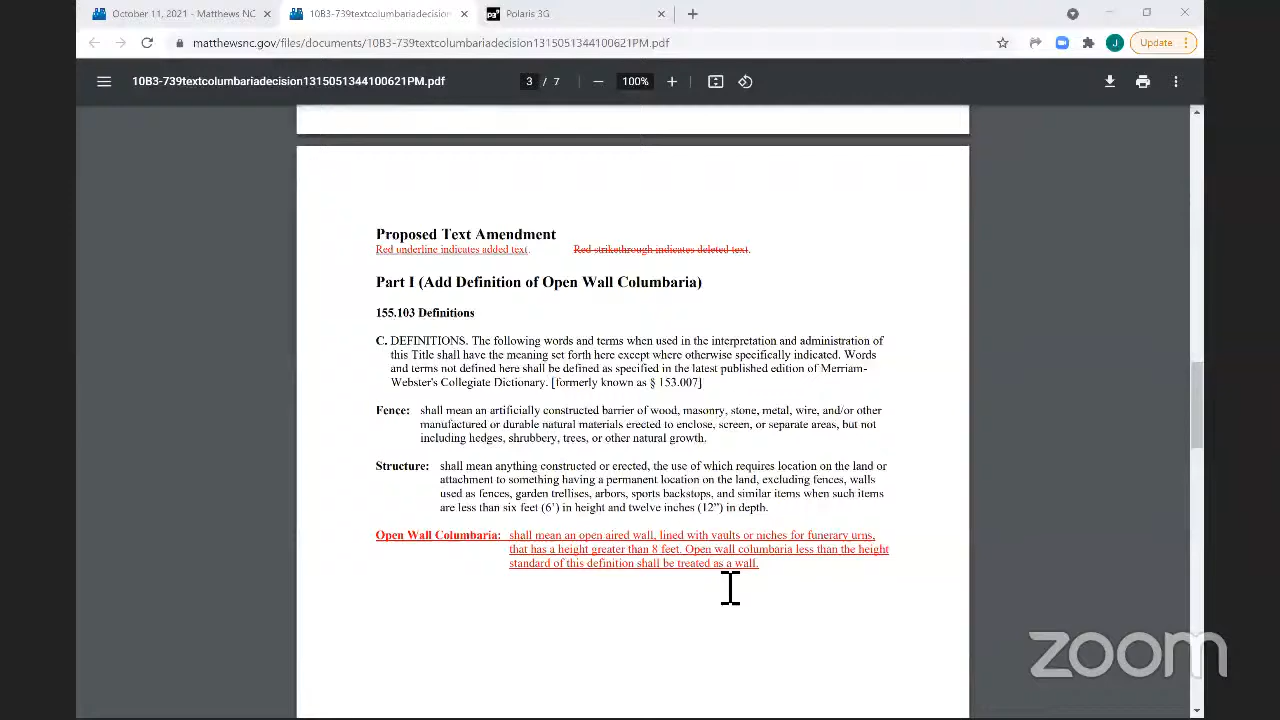 October 11, 2021 - Matthews NC
10B3-739textcolumbariadecision
Polaris 3G
matthewsnc.gov/files/document/10B3-739textcolumbariadecision1315051344100621PM.pdf
J
Update
10B3-739textcolumbariadecision1315051344100621PM.pdf
3 / 7
100%
Proposed Text Amendment
Red underline indicates added text. Red strikethrough indicates deleted text.
Part I (Add Definition of Open Wall Columbaria)
155.103 Definitions
C. DEFINITIONS. The following words and terms when used in the interpretation and administration of
this Title shall have the meaning set forth here except where otherwise specifically indicated. Words
and terms not defined here shall be defined as specified in the latest published edition of Merriam-
Webster's Collegiate Dictionary. [formerly known as § 153.007]
Fence: shall mean an artificially constructed barrier of wood, masonry, stone, metal, wire, and/or other
manufactured or durable natural materials erected to enclose, screen, or separate areas, but not
including hedges, shrubbery, trees, or other natural growth.
Structure: shall mean anything constructed or erected, the use of which requires location on the land or
attachment to something having a permanent location on the land, excluding fences, walls
used as fences, garden trellises, arbors, sports backstops, and similar items when such items
are less than six feet (6’) in height and twelve inches (12”) in depth.
Open Wall Columbaria: shall mean an open aired wall, lined with vaults or niches for funerary urns,
that has a height greater than 8 feet. Open wall columbaria less than the height
standard of this definition shall be treated as a wall.
zoom